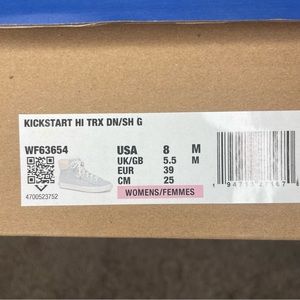 KICKSTART HI TRX DN/SH G
WF63654
USA 8 M
UK/GB 5.5 M
EUR 39
CM 25
4700523752
WOMENS/FEMMES